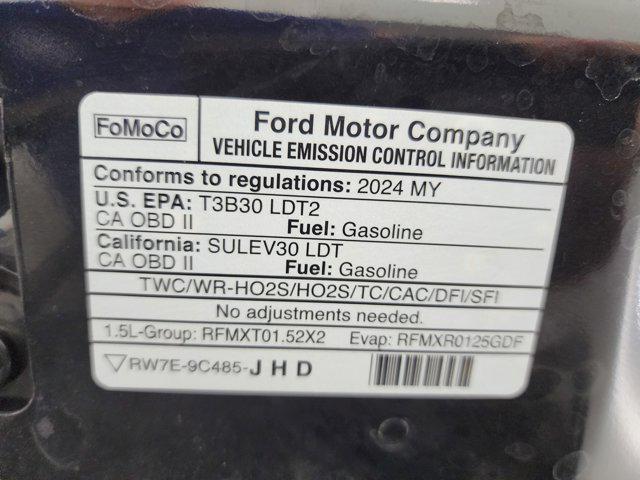 FoMoCo
Ford Motor Company
VEHICLE EMISSION CONTROL INFORMATION
Conforms to regulations: 2024 MY
U.S. EPA: T3B30 LDT2
CA OBD II Fuel: Gasoline
California: SULEV30 LDT
CA OBD II Fuel: Gasoline
TWC/WR-HO2S/HO2S/TC/CAC/DFI/SFI
No adjustments needed.
1.5L-Group: RFMXT01.52X2 Evap: RFMXR0125GDF
▽RW7E-9C485-JHD